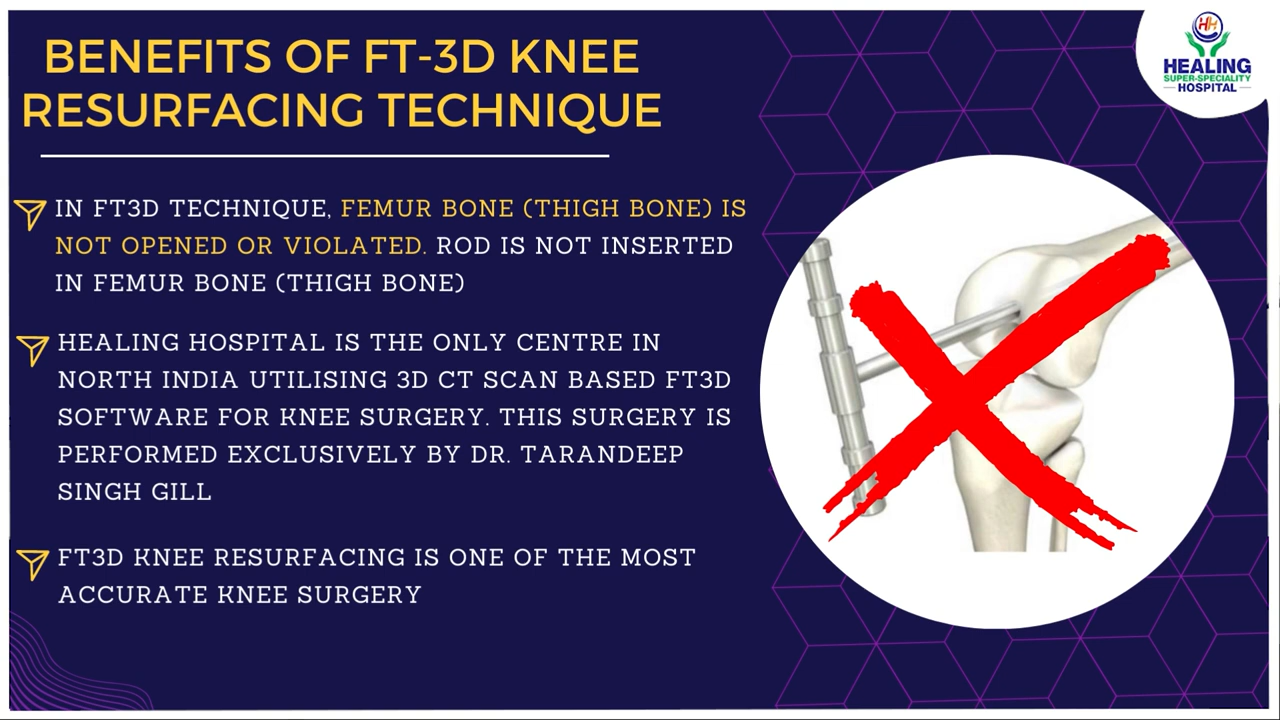 BENEFITS OF FT-3D KNEE
RESURFACING TECHNIQUE
HH
HEALING
SUPER-SPECIALITY
HOSPITAL
IN FT3D TECHNIQUE, FEMUR BONE (THIGH BONE) IS
NOT OPENED OR VIOLATED. ROD IS NOT INSERTED
IN FEMUR BONE (THIGH BONE)
HEALING HOSPITAL IS THE ONLY CENTRE IN
NORTH INDIA UTILISING 3D CT SCAN BASED FT3D
SOFTWARE FOR KNEE SURGERY. THIS SURGERY IS
PERFORMED EXCLUSIVELY BY DR. TARANDEEP
SINGH GILL
FT3D KNEE RESURFACING IS ONE OF THE MOST
ACCURATE KNEE SURGERY